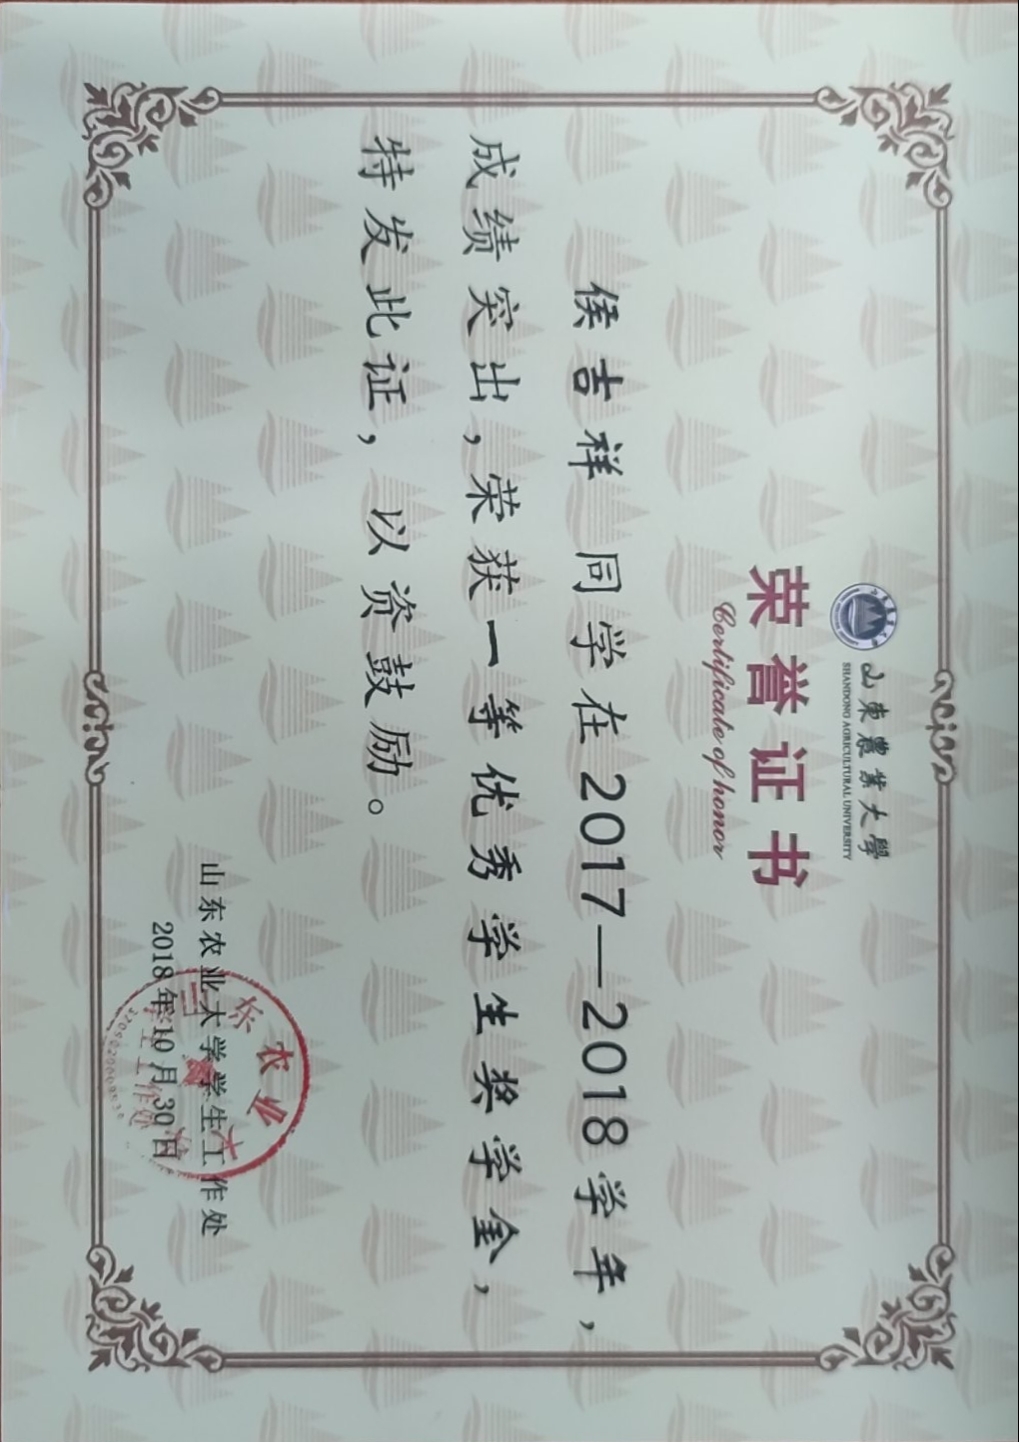 山東農業大學
SHANDONG AGRICULTURAL UNIVERSITY
荣誉证书
Certificate of honor
侯吉祥 同学在2017—2018学年，
成绩突出，荣获一等优秀学生奖学金，
特发此证，以资鼓励。
山东农业大学学生工作处
2018年10月30日
山东农业大学
学生工作处